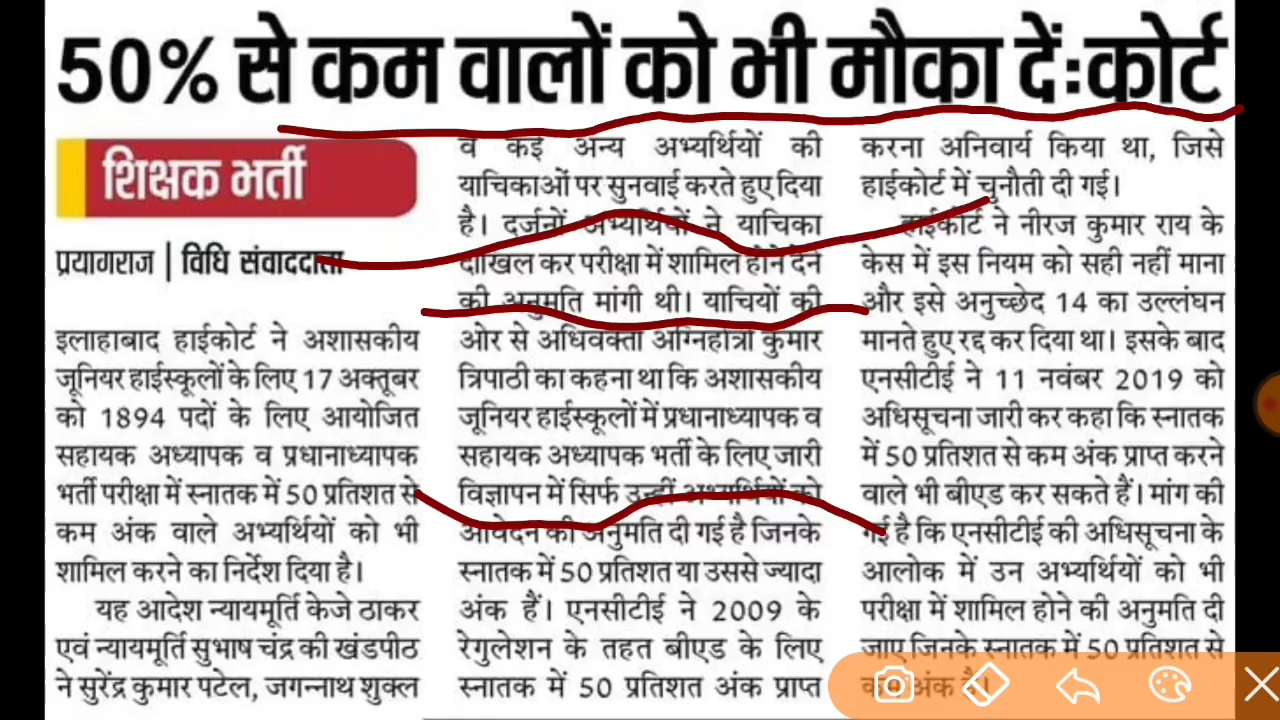 50% से कम वालों को भी मौका दें:कोर्ट
शिक्षक भर्ती
प्रयागराज | विधि संवाददाता
इलाहाबाद हाईकोर्ट ने अशासकीय
जूनियर हाईस्कूलों के लिए 17 अक्तूबर
को 1894 पदों के लिए आयोजित
सहायक अध्यापक व प्रधानाध्यापक
भर्ती परीक्षा में स्नातक में 50 प्रतिशत से
कम अंक वाले अभ्यर्थियों को भी
शामिल करने का निर्देश दिया है।
यह आदेश न्यायमूर्ति केजे ठाकर
एवं न्यायमूर्ति सुभाष चंद्र की खंडपीठ
ने सुरेंद्र कुमार पटेल, जगन्नाथ शुक्ल
व कई अन्य अभ्यर्थियों की
याचिकाओं पर सुनवाई करते हुए दिया
है। दर्जनों अभ्यर्थियों ने याचिका
दाखिल कर परीक्षा में शामिल होने देने
की अनुमति मांगी थी। याचियों की
ओर से अधिवक्ता अग्निहोत्री कुमार
त्रिपाठी का कहना था कि अशासकीय
जूनियर हाईस्कूलों में प्रधानाध्यापक व
सहायक अध्यापक भर्ती के लिए जारी
विज्ञापन में सिर्फ उन्हीं अभ्यर्थियों को
आवेदन की अनुमति दी गई है जिनके
स्नातक में 50 प्रतिशत या उससे ज्यादा
अंक हैं। एनसीटीई ने 2009 के
रेगुलेशन के तहत बीएड के लिए
स्नातक में 50 प्रतिशत अंक प्राप्त
करना अनिवार्य किया था, जिसे
हाईकोर्ट में चुनौती दी गई।
हाईकोर्ट ने नीरज कुमार राय के
केस में इस नियम को सही नहीं माना
और इसे अनुच्छेद 14 का उल्लंघन
मानते हुए रद्द कर दिया था। इसके बाद
एनसीटीई ने 11 नवंबर 2019 को
अधिसूचना जारी कर कहा कि स्नातक
में 50 प्रतिशत से कम अंक प्राप्त करने
वाले भी बीएड कर सकते हैं। मांग की
गई है कि एनसीटीई की अधिसूचना के
आलोक में उन अभ्यर्थियों को भी
परीक्षा में शामिल होने की अनुमति दी
जाए जिनके स्नातक में 50 प्रतिशत से
कम अंक है।